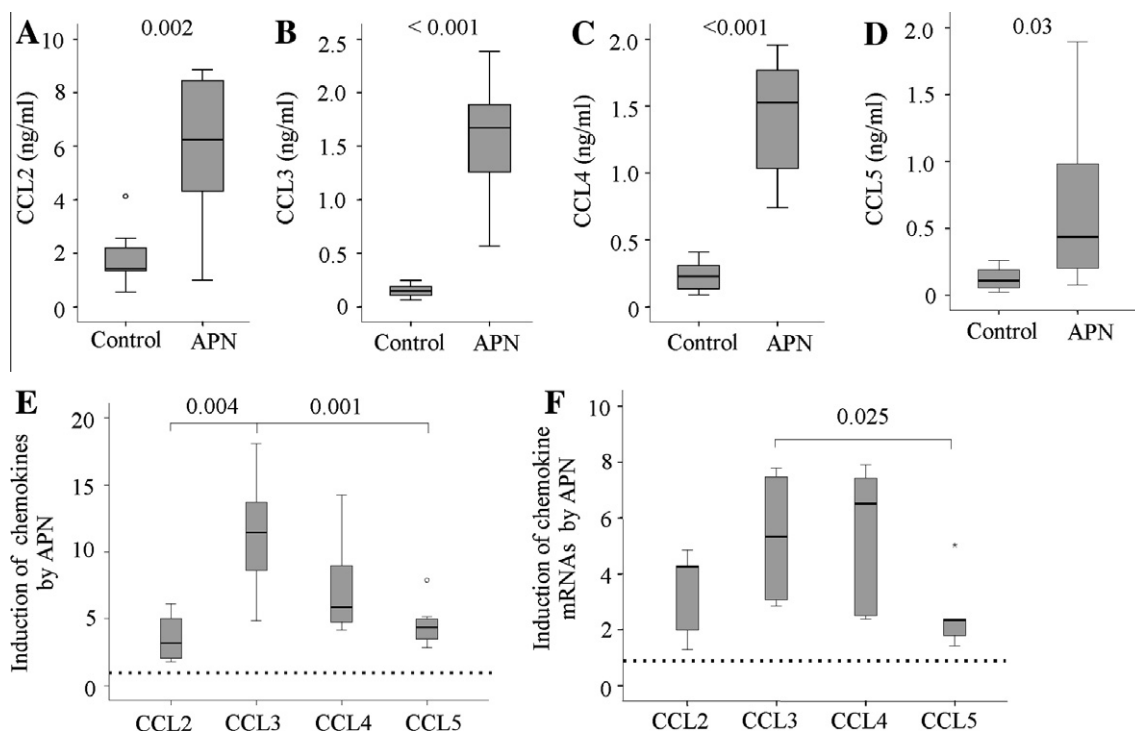 A
0.002
10
8
6
4
2
0
CCL2 (ng/ml)
Control APN
B
< 0.001
2.5
2.0
1.5
1.0
0.5
0
CCL3 (ng/ml)
Control APN
C
<0.001
2.0
1.5
1.0
0.5
0
CCL4 (ng/ml)
Control APN
D
0.03
2.0
1.5
1.0
0.5
0
CCL5 (ng/ml)
Control APN
E
0.004 0.001
20
15
10
5
0
Induction of chemokines
by APN
CCL2 CCL3 CCL4 CCL5
F
0.025
10
8
6
4
2
0
Induction of chemokine
mRNAs by APN
CCL2 CCL3 CCL4 CCL5